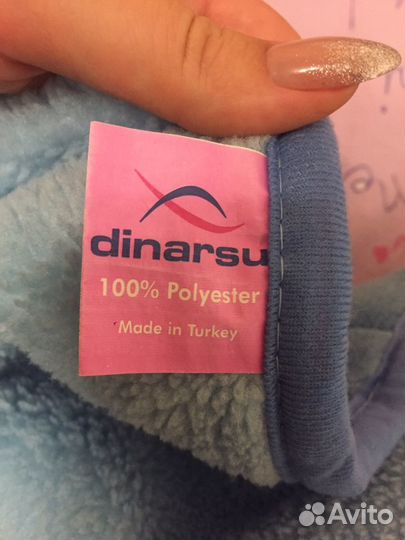 dinarsu
100% Polyester
Made in Turkey
Avito